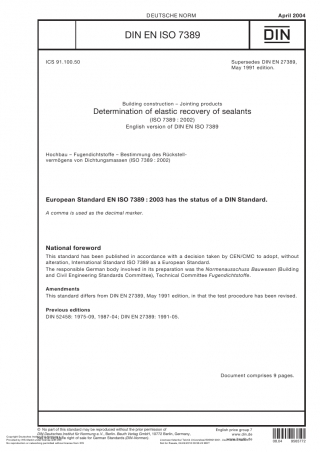 DEUTSCHE NORM
April 2004
DIN EN ISO 7389
DIN
ICS 91.100.50
Supersedes DIN EN 27389,
May 1991 edition.
Building construction – Jointing products
Determination of elastic recovery of sealants
(ISO 7389 : 2002)
English version of DIN EN ISO 7389
Hochbau – Fugendichtstoffe – Bestimmung des Rückstell-
vermögens von Dichtungsmassen (ISO 7389 : 2002)
European Standard EN ISO 7389 : 2003 has the status of a DIN Standard.
A comma is used as the decimal marker.
National foreword
This standard has been published in accordance with a decision taken by CEN/CMC to adopt, without
alteration, International Standard ISO 7389 as a European Standard.
The responsible German body involved in its preparation was the Normenausschuss Bauwesen (Building
and Civil Engineering Standards Committee), Technical Committee Fugendichtstoffe.
Amendments
This standard differs from DIN EN 27389, May 1991 edition, in that the test procedure has been revised.
Previous editions
DIN 52458: 1975-09, 1987-04; DIN EN 27389: 1991-05.
Document comprises 9 pages.
© No part of this standard may be reproduced without the prior permission of
DIN Deutsches Institut für Normung e.V., Berlin. Beuth Verlag GmbH, 10772 Berlin, Germany,
right of sale for German Standards (DIN-Normen).
English price group 7
www.din.de
www.beuth.de